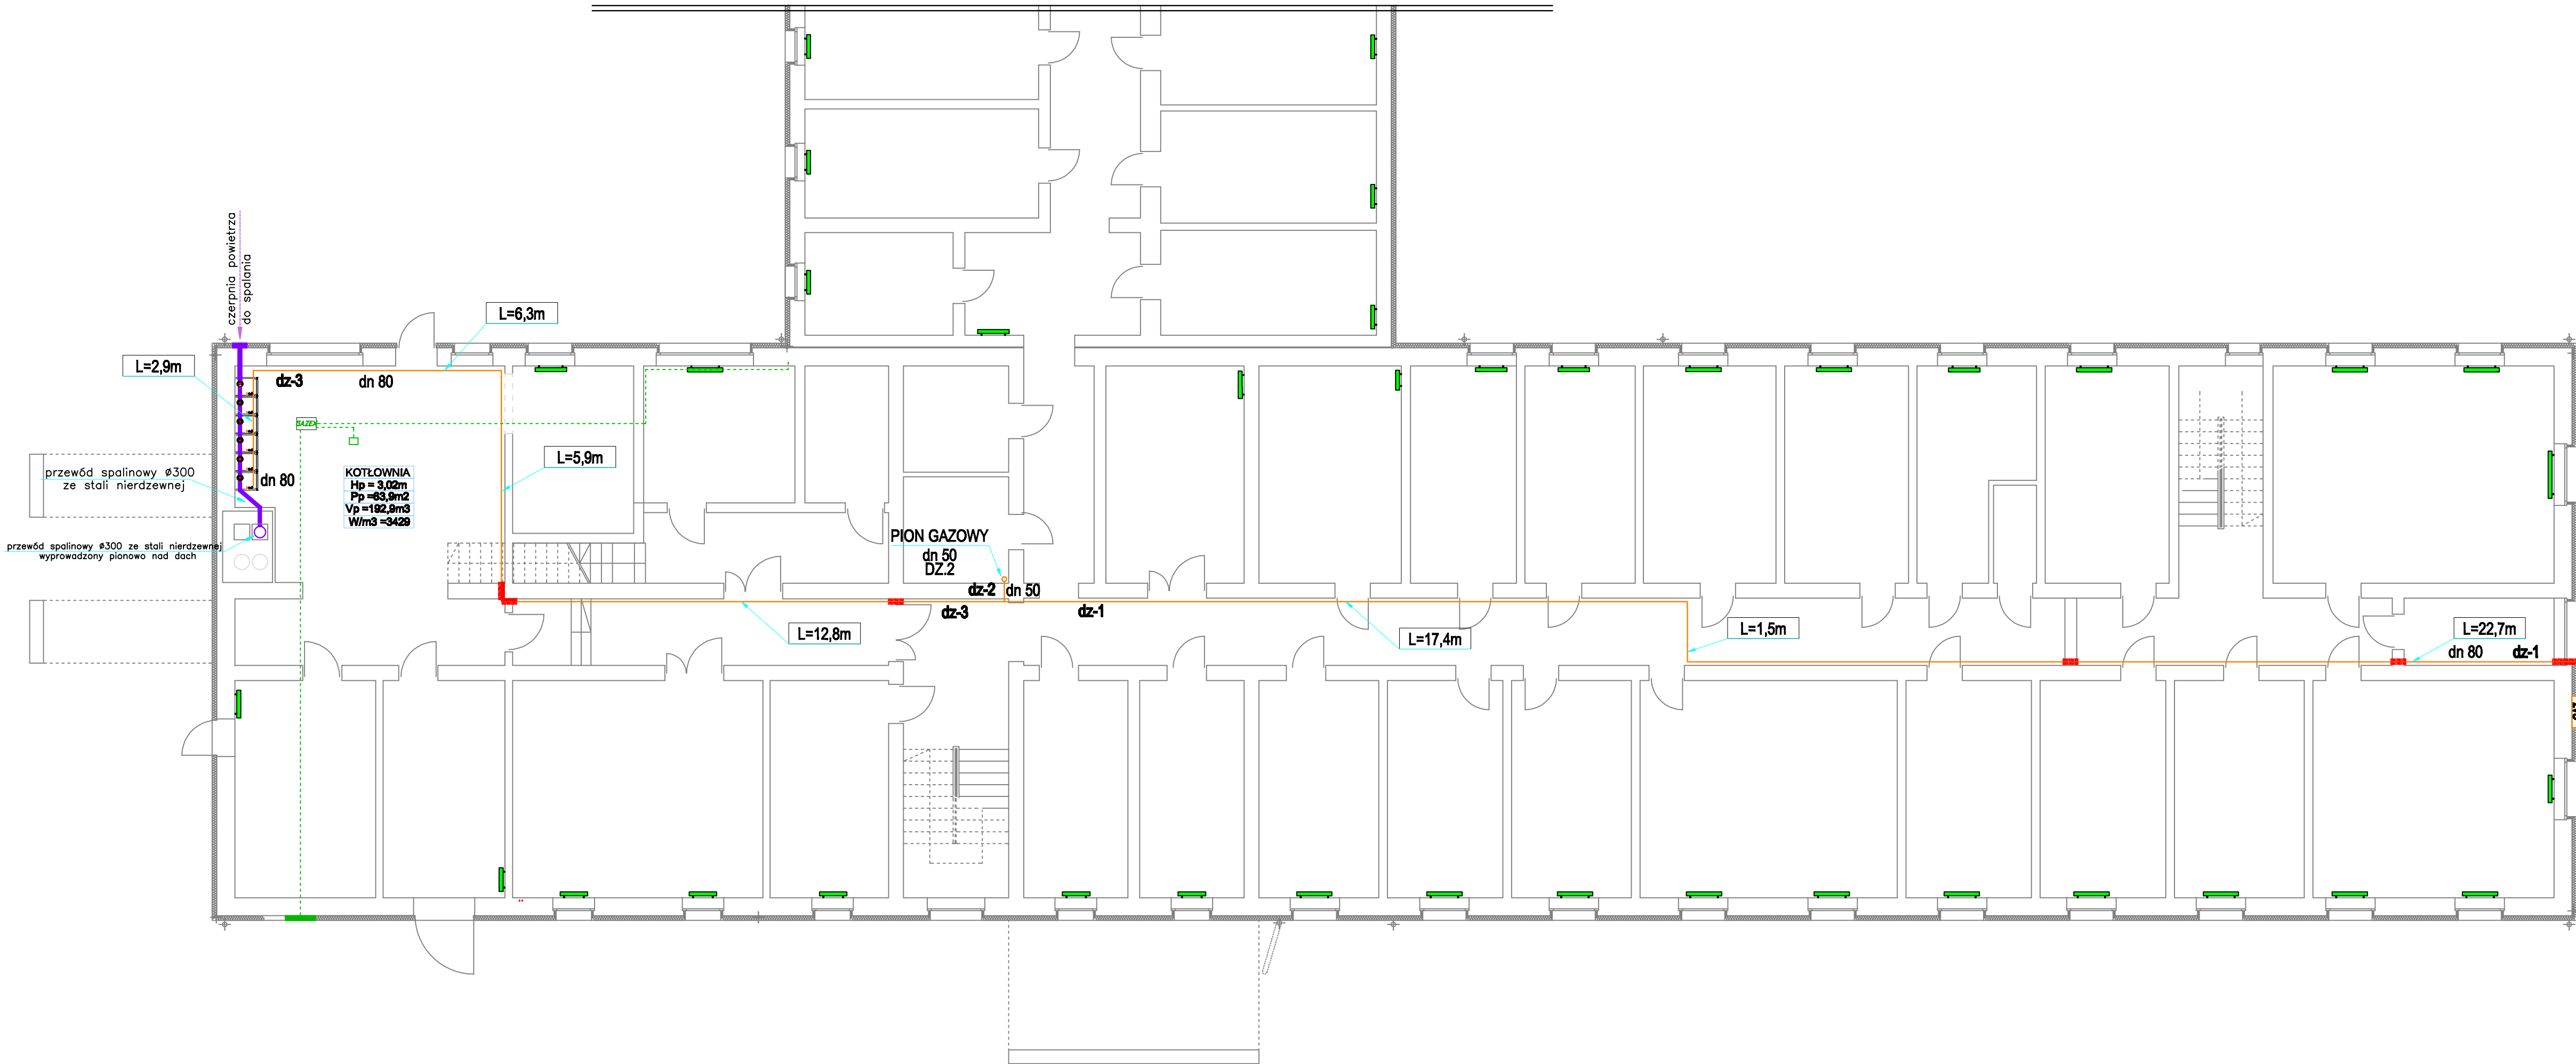 czerpnia powietrza
do spalania
L=6,3m
L=2,9m
dz-3
dn 80
GAZEX
L=5,9m
przewód spalinowy Ø300
ze stali nierdzewnej
dn 80
KOTŁOWNIA
Hp = 3,02m
Pp =63,9m2
Vp =192,9m3
W/m3 =3429
przewód spalinowy Ø300 ze stali nierdzewnej
wyprowadzony pionowo nad dach
PION GAZOWY
dn 50
DZ.2
dz-2
dn 50
dz-3
dz-1
L=12,8m
L=17,4m
L=1,5m
L=22,7m
dn 80
dz-1
GAZ